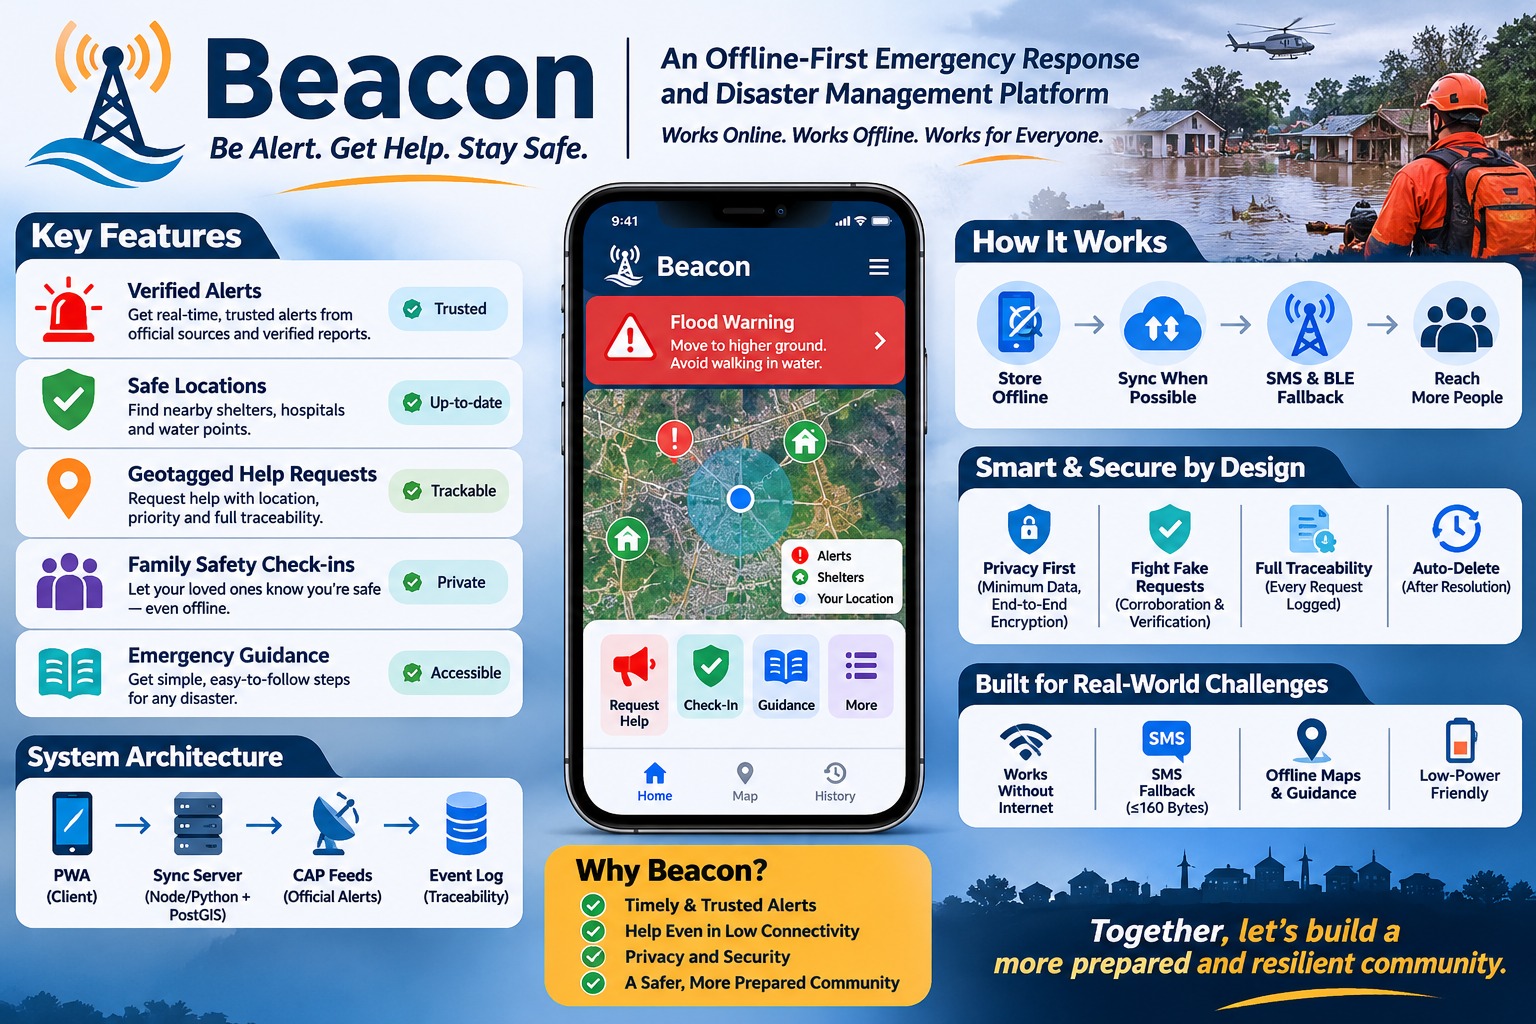 Beacon
Be Alert. Get Help. Stay Safe.
An Offline-First Emergency Response
and Disaster Management Platform
Works Online. Works Offline. Works for Everyone.
Key Features
Verified Alerts
Get real-time, trusted alerts from
official sources and verified reports.
Trusted
Safe Locations
Find nearby shelters, hospitals
and water points.
Up-to-date
Geotagged Help Requests
Request help with location,
priority and full traceability.
Trackable
Family Safety Check-ins
Let your loved ones know you're safe
— even offline.
Private
Emergency Guidance
Get simple, easy-to-follow steps
for any disaster.
Accessible
System Architecture
PWA
(Client)
Sync Server
(Node/Python +
PostGIS)
CAP Feeds
(Official Alerts)
Event Log
(Traceability)
9:41
Beacon
Flood Warning
Move to higher ground.
Avoid walking in water.
Alerts
Shelters
Your Location
Request
Help
Check-In
Guidance
More
Home
Map
History
Why Beacon?
Timely & Trusted Alerts
Help Even in Low Connectivity
Privacy and Security
A Safer, More Prepared Community
How It Works
Store
Offline
Sync When
Possible
SMS & BLE
Fallback
Reach
More People
Smart & Secure by Design
Privacy First
(Minimum Data,
End-to-End
Encryption)
Fight Fake
Requests
(Corroboration &
Verification)
Full Traceability
(Every Request
Logged)
Auto-Delete
(After Resolution)
Built for Real-World Challenges
Works
Without
Internet
SMS
SMS
Fallback
(≤160 Bytes)
Offline Maps
& Guidance
Low-Power
Friendly
Together, let's build a
more prepared and resilient community.